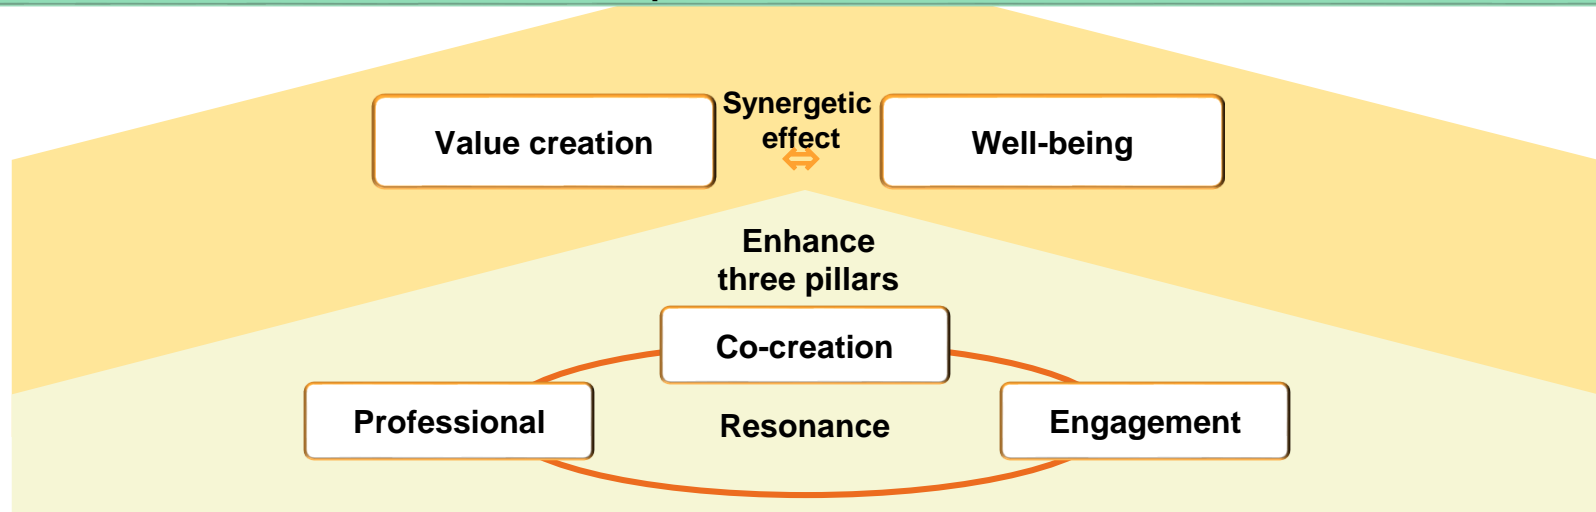 Synergetic
effect
Value creation
⇔
Well-being
Enhance
three pillars
Co-creation
Professional
Resonance
Engagement